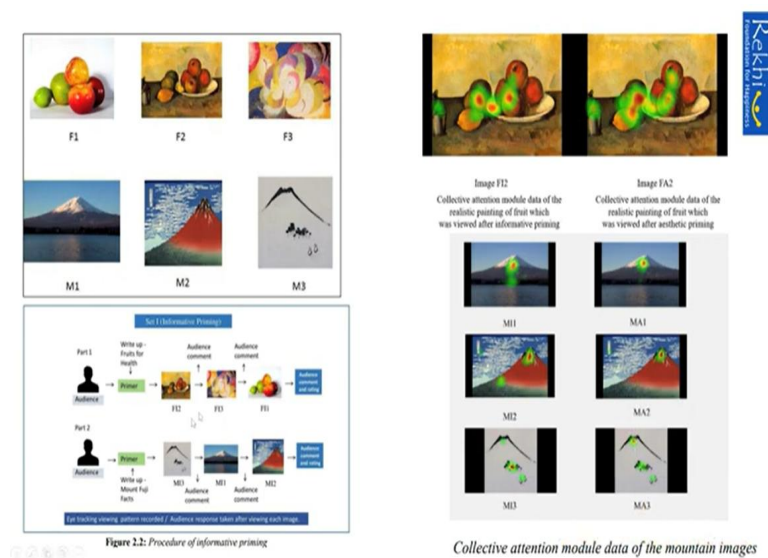 F1
F2
F3
M1
M2
M3
Set I (Informative Priming)
Part 1
Write up -
Fruits for
Health
Audience
comment
Audience
comment
Primer
Audience
comment
and rating
Audience
FI2
FI3
FI1
Part 2
Primer
Audience
comment
and rating
Audience
MI3
MI1
MI2
Write up -
Mount Fuji
Facts
Audience
comment
Audience
comment
Eye tracking viewing pattern recorded / Audience response taken after viewing each image.
Figure 2.2: Procedure of informative priming
Rekhi
Foundation for Happiness
Image FI2
Collective attention module data of the
realistic painting of fruit which
was viewed after informative priming
Image FA2
Collective attention module data of the
realistic painting of fruit which
was viewed after aesthetic priming
MI1
MA1
MI2
MA2
MI3
MA3
Collective attention module data of the mountain images